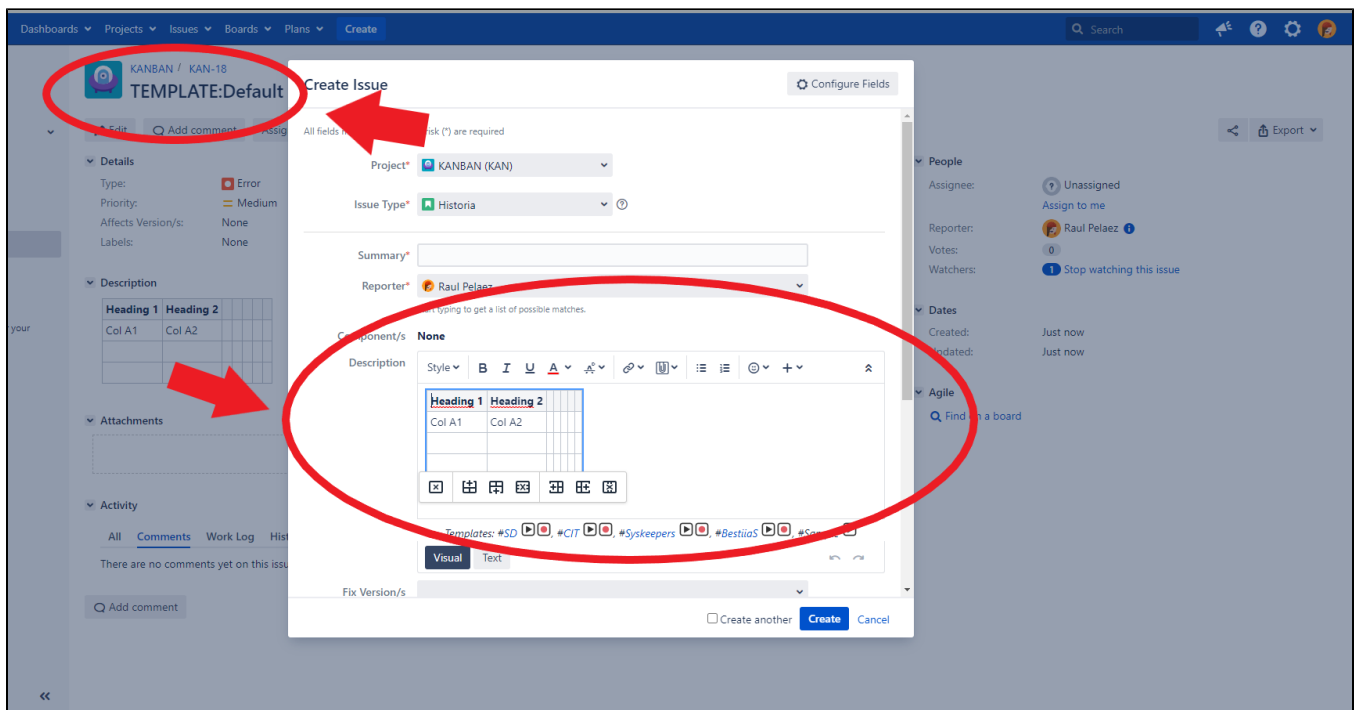 Dashboards Projects Issues Boards Plans Create Search
KANBAN / KAN-18
TEMPLATE:Default
Edit Add comment Assig
Details
Type: Error
Priority: Medium
Affects Version/s: None
Labels: None
Description
Heading 1 Heading 2
Col A1 Col A2
your
Attachments
Activity
All Comments Work Log Hist
There are no comments yet on this issu
Add comment
Create Issue Configure Fields
All fields risk (*) are required
Project* KANBAN (KAN)
Issue Type* Historia
Summary*
Reporter* Raul Pelaez
typing to get a list of possible matches.
Component/s None
Description Style B I U A
Heading 1 Heading 2
Col A1 Col A2
Templates: #SD , #CIT , #Syskeepers , #BestiiaS ,
Visual Text
Fix Version/s
Create another Create Cancel
Export
People
Assignee: Unassigned
Assign to me
Reporter: Raul Pelaez
Votes: 0
Watchers: 1 Stop watching this issue
Dates
Created: Just now
Updated: Just now
Agile
Find on a board